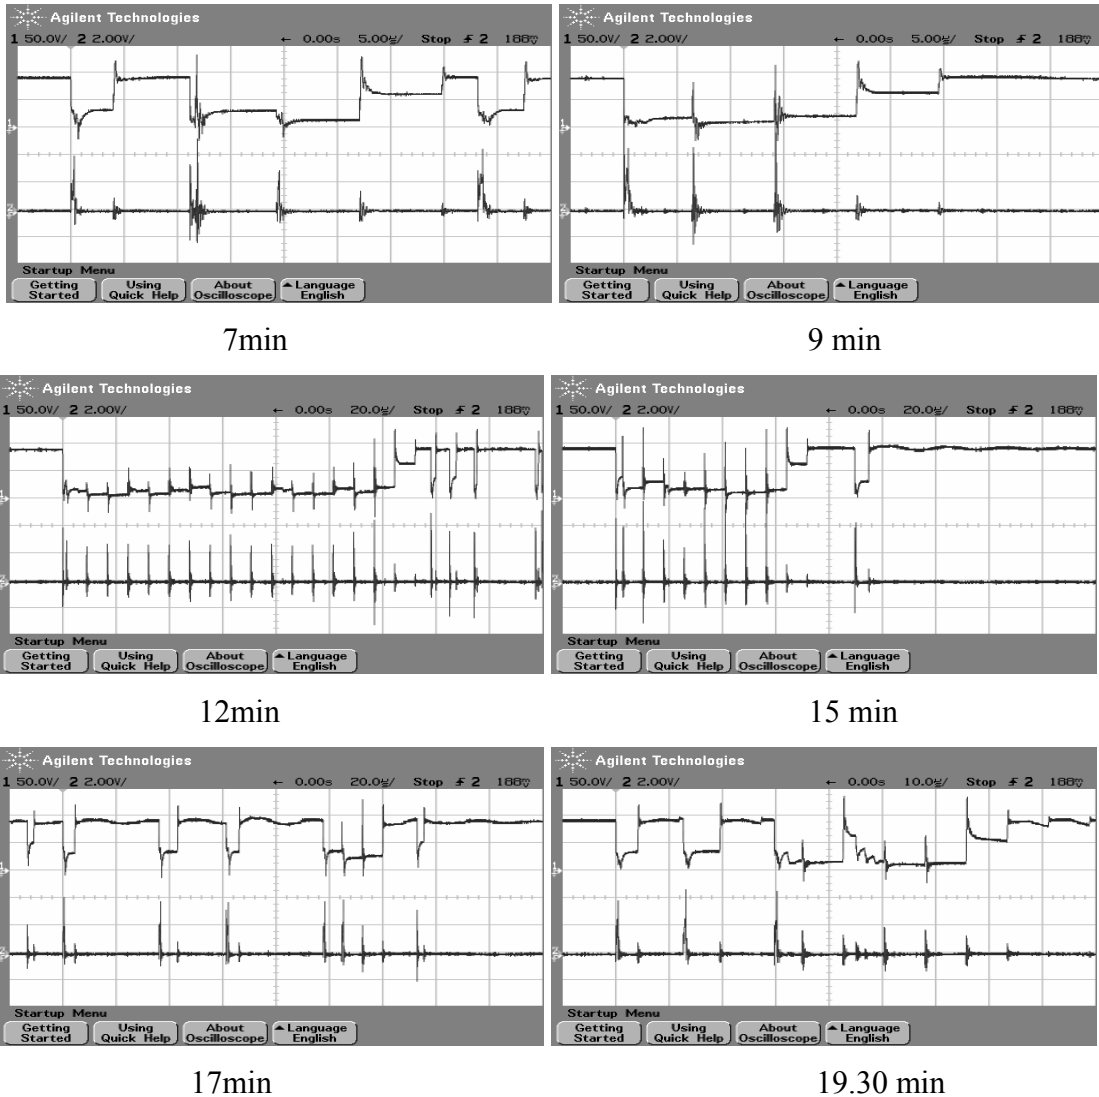 Agilent Technologies
1 50.0V/ 2 2.00V/ ← 0.00s 5.00µ/ Stop 2 188
Startup Menu
Getting Started Using Quick Help About Oscilloscope Language English
7min
Agilent Technologies
1 50.0V/ 2 2.00V/ ← 0.00s 5.00µ/ Stop 2 188
Startup Menu
Getting Started Using Quick Help About Oscilloscope Language English
9 min
Agilent Technologies
1 50.0V/ 2 2.00V/ ← 0.00s 20.0µ/ Stop 2 188
Startup Menu
Getting Started Using Quick Help About Oscilloscope Language English
12min
Agilent Technologies
1 50.0V/ 2 2.00V/ ← 0.00s 20.0µ/ Stop 2 188
Startup Menu
Getting Started Using Quick Help About Oscilloscope Language English
15 min
Agilent Technologies
1 50.0V/ 2 2.00V/ ← 0.00s 20.0µ/ Stop 2 188
Startup Menu
Getting Started Using Quick Help About Oscilloscope Language English
17min
Agilent Technologies
1 50.0V/ 2 2.00V/ ← 0.00s 10.0µ/ Stop 2 188
Startup Menu
Getting Started Using Quick Help About Oscilloscope Language English
19.30 min